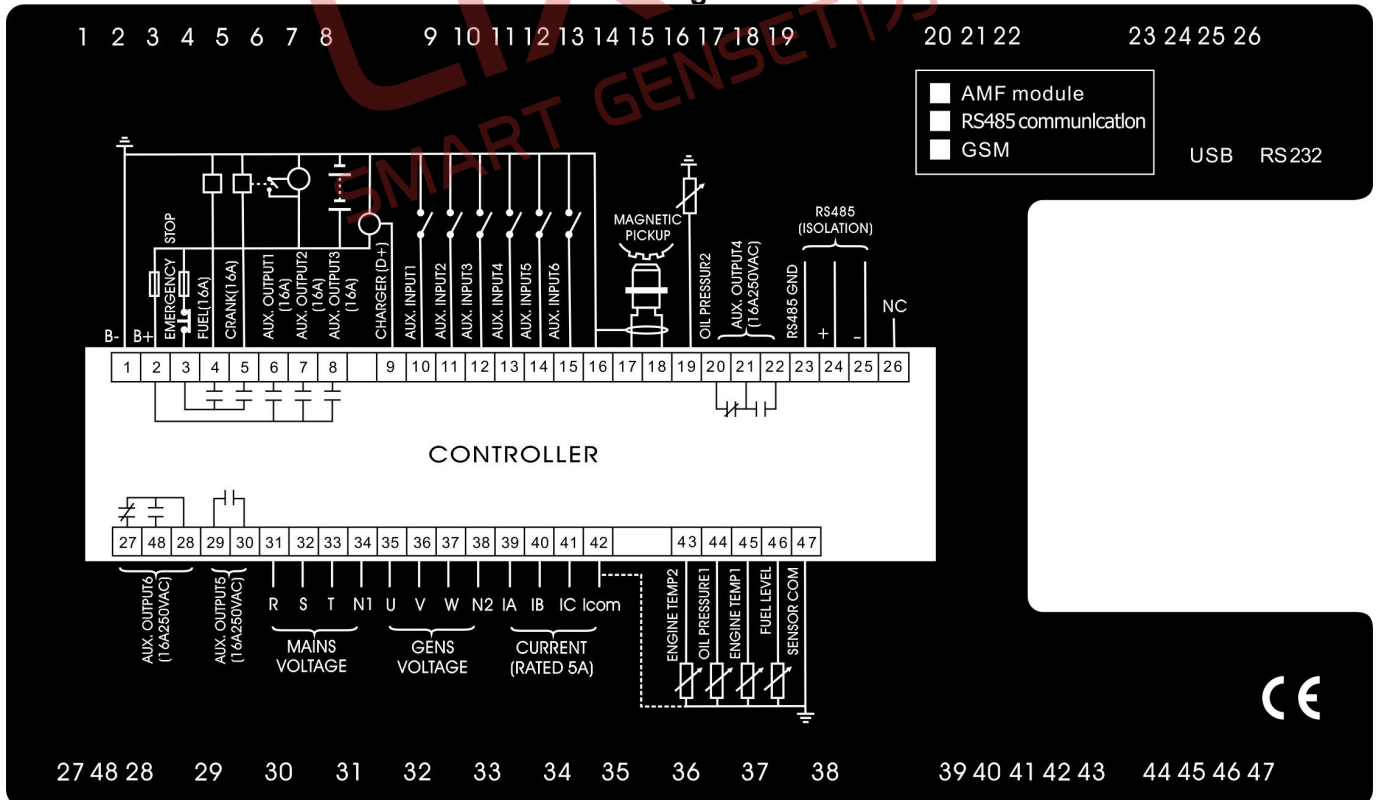 1 2 3 4 5 6 7 8 9 10 11 12 13 14 15 16 17 18 19 20 21 22 23 24 25 26
SMART GENSET
AMF module
RS485 communication
GSM
USB RS232
B-
B+
EMERGENCY STOP
FUEL(16A)
CRANK(16A)
AUX. OUTPUT1
(16A)
AUX. OUTPUT2
(16A)
AUX. OUTPUT3
(16A)
CHARGER (D+)
AUX. INPUT1
AUX. INPUT2
AUX. INPUT3
AUX. INPUT4
AUX. INPUT5
AUX. INPUT6
MAGNETIC
PICKUP
OIL PRESSUR2
AUX. OUTPUT4
(16A250VAC)
RS485
(ISOLATION)
RS485 GND
+
-
NC
1 2 3 4 5 6 7 8 9 10 11 12 13 14 15 16 17 18 19 20 21 22 23 24 25 26
CONTROLLER
27 48 28 29 30 31 32 33 34 35 36 37 38 39 40 41 42 43 44 45 46 47
AUX. OUTPUT6
(16A250VAC)
AUX. OUTPUT5
(16A250VAC)
R S T N1 U V W N2 IA IB IC Icom
MAINS
VOLTAGE
GENS
VOLTAGE
CURRENT
(RATED 5A)
ENGINE TEMP2
OIL PRESSURE1
ENGINE TEMP1
FUEL LEVEL
SENSOR COM
CE
27 48 28 29 30 31 32 33 34 35 36 37 38 39 40 41 42 43 44 45 46 47